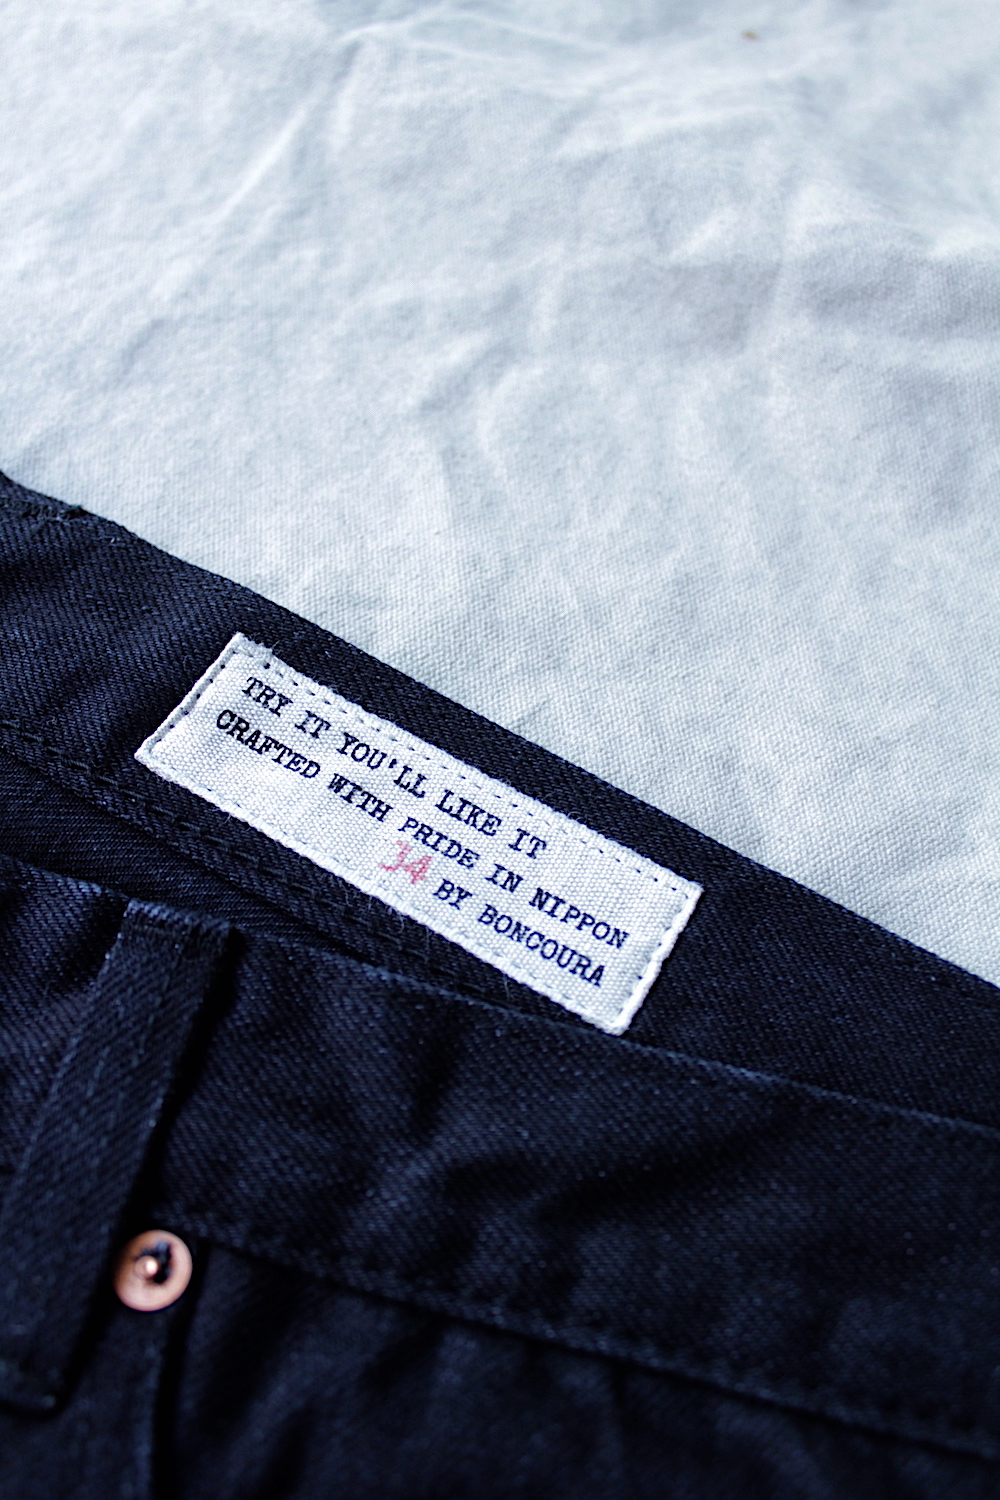 TRY IT YOU'LL LIKE IT
CRAFTED WITH PRIDE IN NIPPON
34 BY BONCOURA